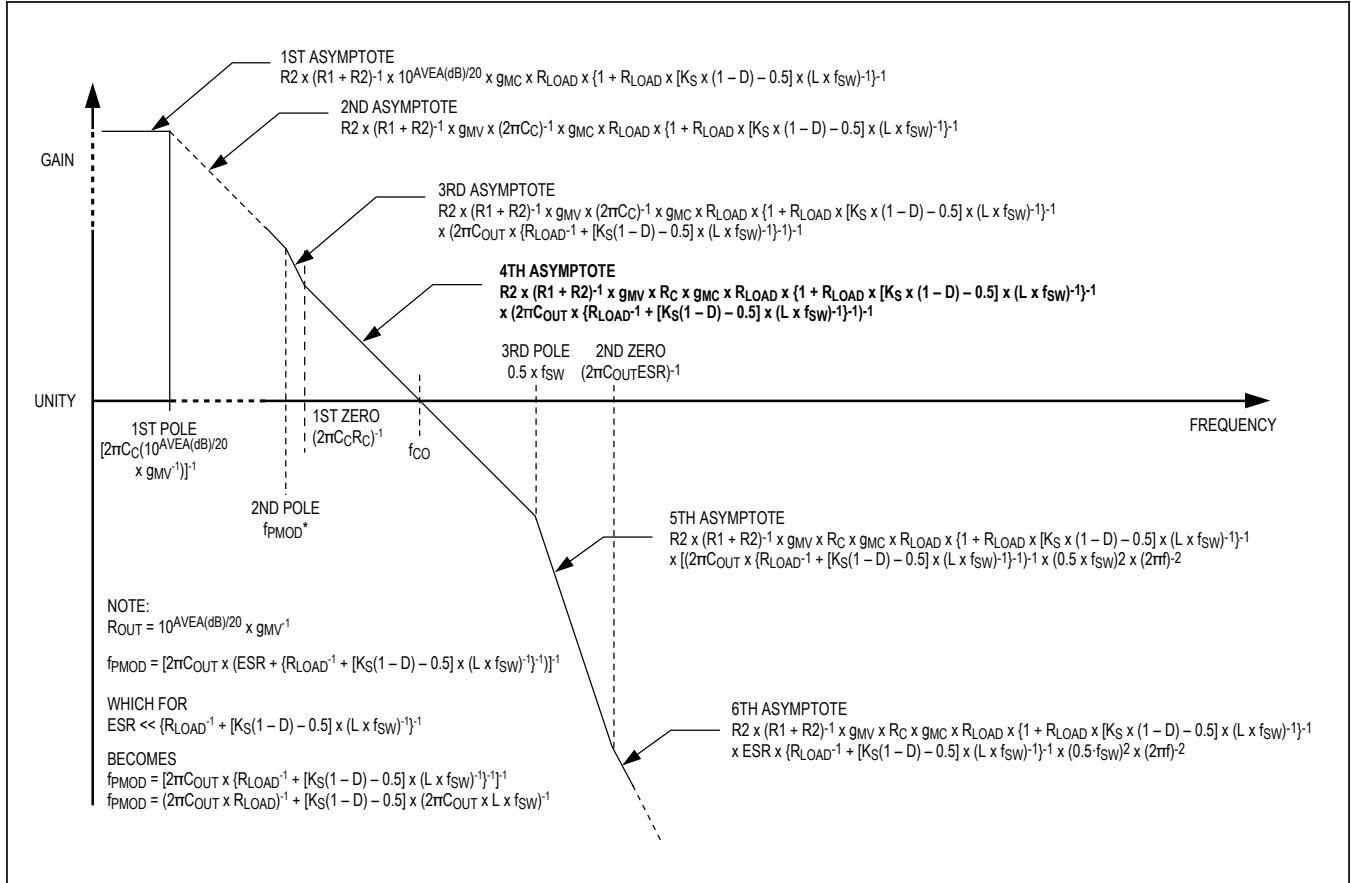 1ST ASYMPTOTE
R2 x (R1 + R2)⁻¹ x 10^AVEA(dB)/20 x gMC x RLOAD x {1 + RLOAD x [KS x (1 – D) – 0.5] x (L x fSW)⁻¹}⁻¹
2ND ASYMPTOTE
R2 x (R1 + R2)⁻¹ x gMV x (2πCC)⁻¹ x gMC x RLOAD x {1 + RLOAD x [KS x (1 – D) – 0.5] x (L x fSW)⁻¹}⁻¹
GAIN
3RD ASYMPTOTE
R2 x (R1 + R2)⁻¹ x gMV x (2πCC)⁻¹ x gMC x RLOAD x {1 + RLOAD x [KS x (1 – D) – 0.5] x (L x fSW)⁻¹}⁻¹
x (2πCOUT x {RLOAD⁻¹ + [KS(1 – D) – 0.5] x (L x fSW)⁻¹}⁻¹)⁻¹
4TH ASYMPTOTE
R2 x (R1 + R2)⁻¹ x gMV x RC x gMC x RLOAD x {1 + RLOAD x [KS x (1 – D) – 0.5] x (L x fSW)⁻¹}⁻¹
x (2πCOUT x {RLOAD⁻¹ + [KS(1 – D) – 0.5] x (L x fSW)⁻¹}⁻¹)⁻¹
3RD POLE
0.5 x fSW
2ND ZERO
(2πCOUTESR)⁻¹
UNITY
FREQUENCY
1ST POLE
[2πCC(10^AVEA(dB)/20
x gMV⁻¹)]⁻¹
1ST ZERO
(2πCCRC)⁻¹
fCO
2ND POLE
fPMOD*
5TH ASYMPTOTE
R2 x (R1 + R2)⁻¹ x gMV x RC x gMC x RLOAD x {1 + RLOAD x [KS x (1 – D) – 0.5] x (L x fSW)⁻¹}⁻¹
x [(2πCOUT x {RLOAD⁻¹ + [KS(1 – D) – 0.5] x (L x fSW)⁻¹}⁻¹)⁻¹ x (0.5 x fSW)² x (2πf)⁻²
NOTE:
ROUT = 10^AVEA(dB)/20 x gMV⁻¹
fPMOD = [2πCOUT x (ESR + {RLOAD⁻¹ + [KS(1 – D) – 0.5] x (L x fSW)⁻¹}⁻¹)]⁻¹
WHICH FOR
ESR << {RLOAD⁻¹ + [KS(1 – D) – 0.5] x (L x fSW)⁻¹}⁻¹
BECOMES
fPMOD = [2πCOUT x {RLOAD⁻¹ + [KS(1 – D) – 0.5] x (L x fSW)⁻¹}⁻¹]⁻¹
fPMOD = (2πCOUT x RLOAD)⁻¹ + [KS(1 – D) – 0.5] x (2πCOUT x L x fSW)⁻¹
6TH ASYMPTOTE
R2 x (R1 + R2)⁻¹ x gMV x RC x gMC x RLOAD x {1 + RLOAD x [KS x (1 – D) – 0.5] x (L x fSW)⁻¹}⁻¹
x ESR x {RLOAD⁻¹ + [KS(1 – D) – 0.5] x (L x fSW)⁻¹}⁻¹ x (0.5·fSW)² x (2πf)⁻²